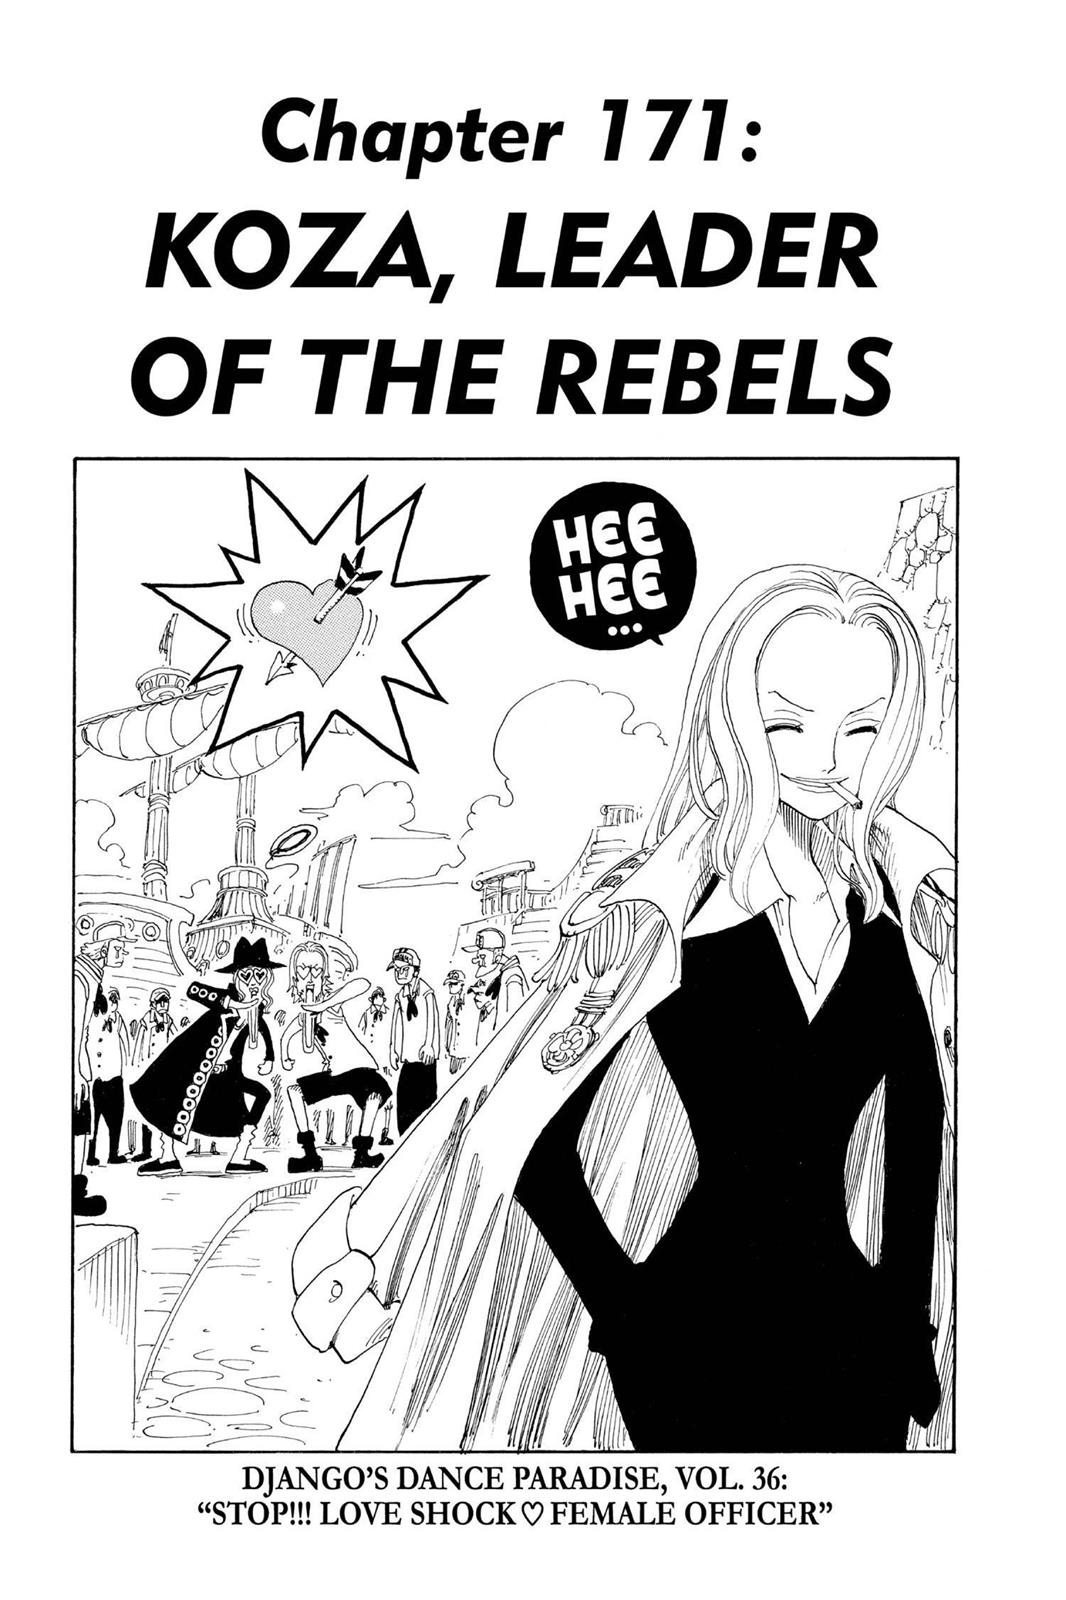 Chapter 171:
KOZA, LEADER
OF THE REBELS
HEE
HEE
...
DJANGO'S DANCE PARADISE, VOL. 36:
“STOP!!! LOVE SHOCK♡FEMALE OFFICER”